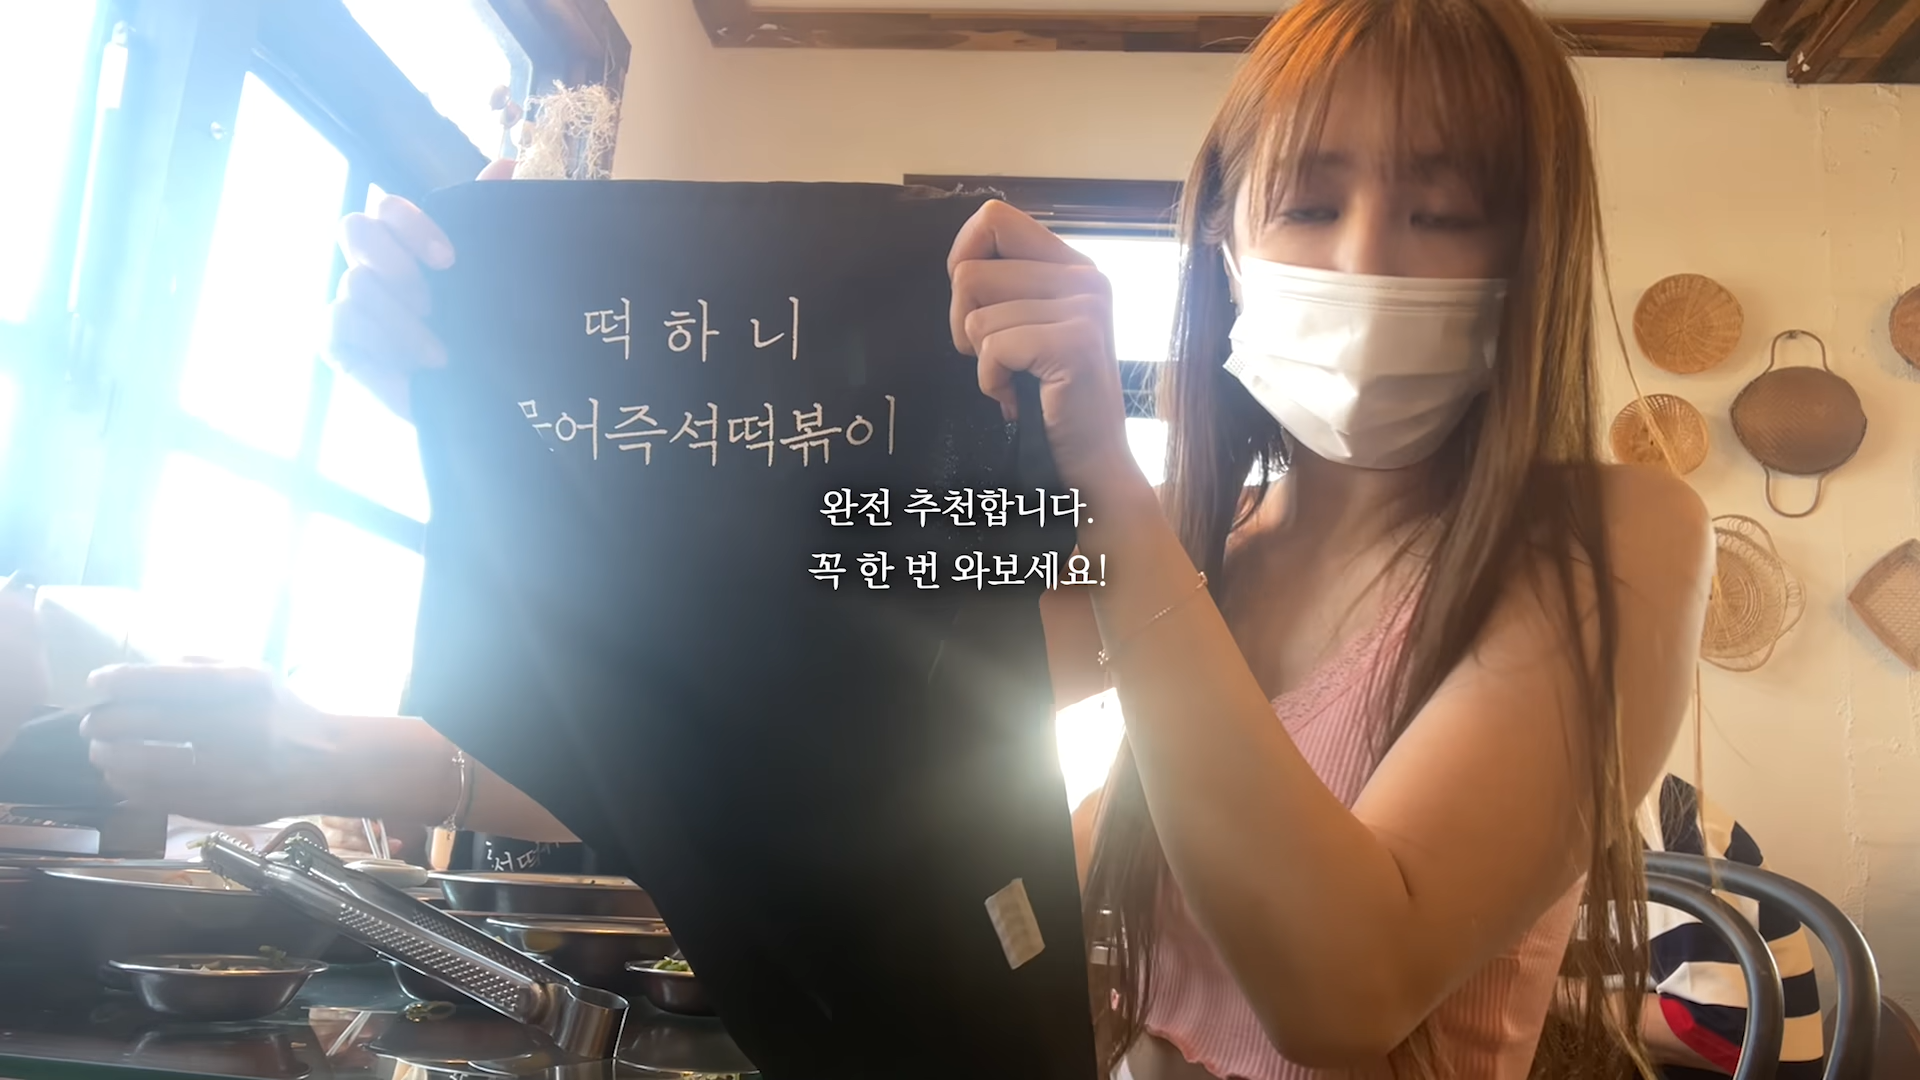 떡하니
즉석떡볶이
완전 추천합니다.
꼭 한 번 와보세요!